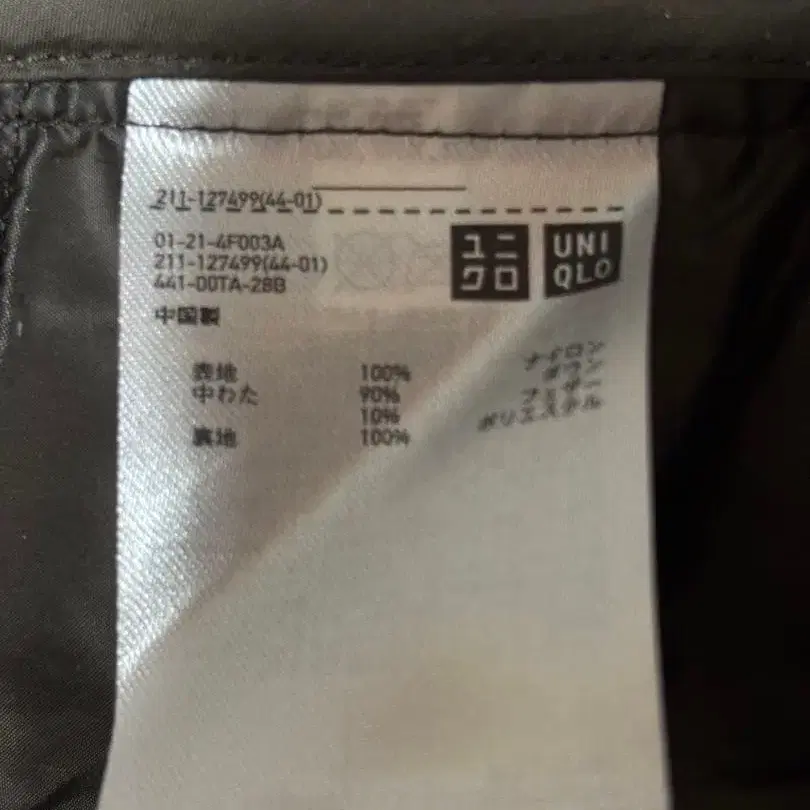 211-127499(44-01)
01-21-4F003A
211-127499(44-01)
441-00TA-28B
中国製
ユニ
クロ
UNI
QLO
表地 100% ナイロン
中わた 90% ダウン
10% フェザー
裏地 100% ポリエステル